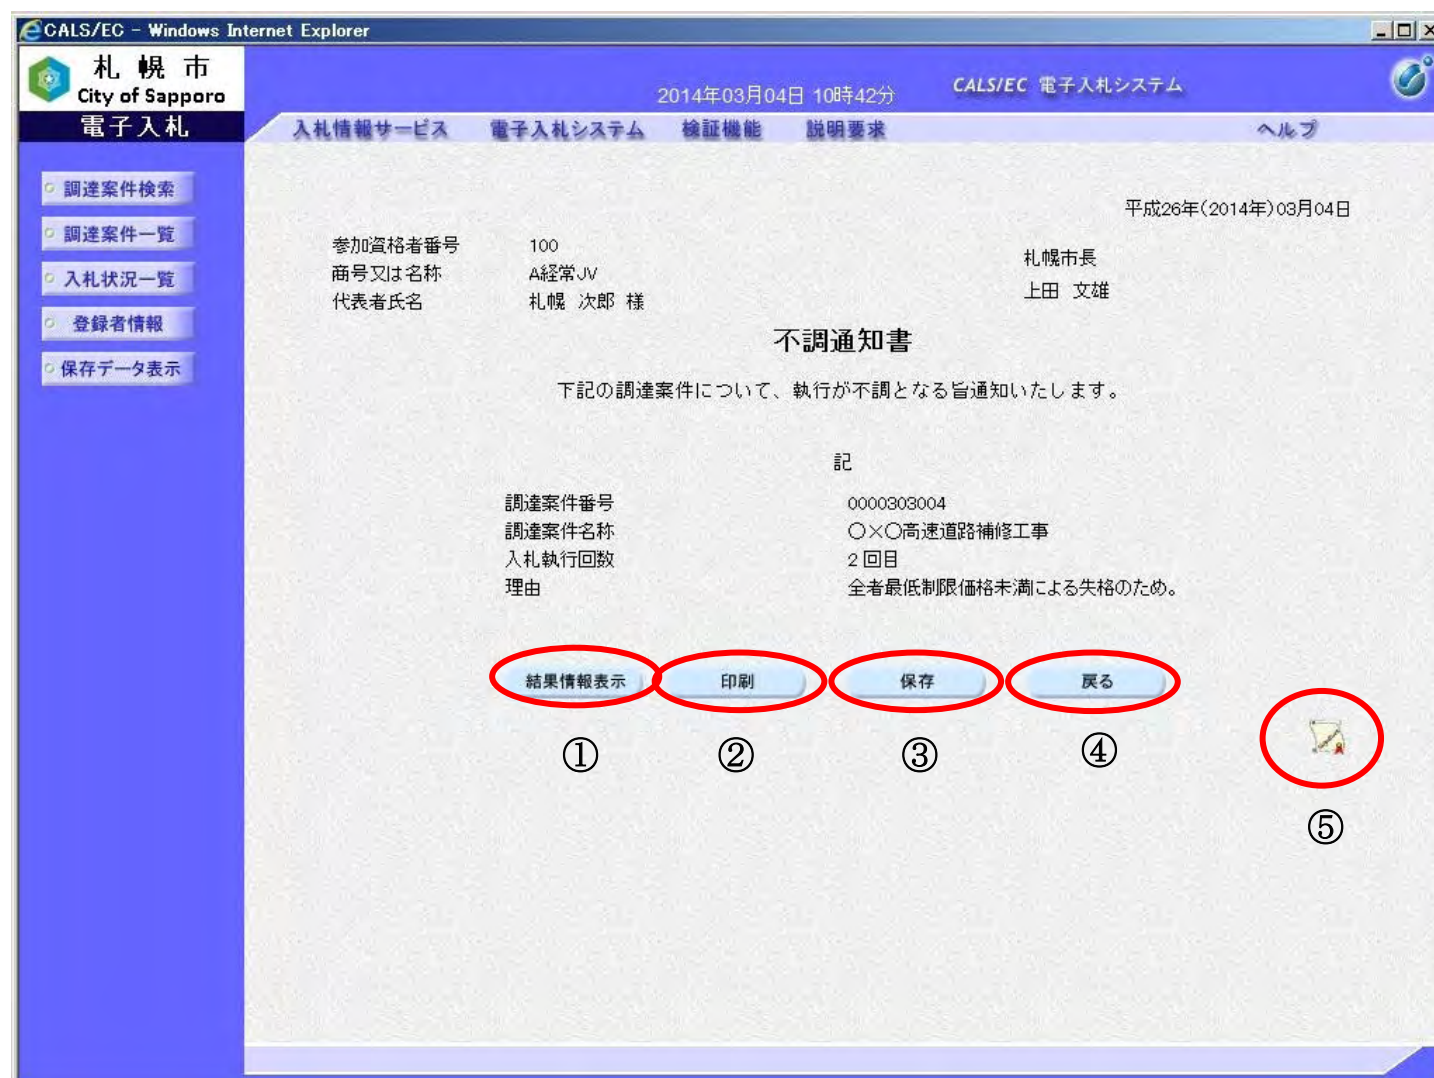 CALS/EC - Windows Internet Explorer
札幌市
City of Sapporo
電子入札
2014年03月04日 10時42分
CALS/EC 電子入札システム
入札情報サービス 電子入札システム 検証機能 説明要求 ヘルプ
調達案件検索
調達案件一覧
入札状況一覧
登録者情報
保存データ表示
平成26年(2014年)03月04日
参加資格者番号 100
商号又は名称 A経常JV
代表者氏名 札幌 次郎 様
札幌市長
上田 文雄
不調通知書
下記の調達案件について、執行が不調となる旨通知いたします。
記
調達案件番号 0000303004
調達案件名称 〇×〇高速道路補修工事
入札執行回数 2回目
理由 全者最低制限価格未満による失格のため。
結果情報表示 印刷 保存 戻る
① ② ③ ④
⑤